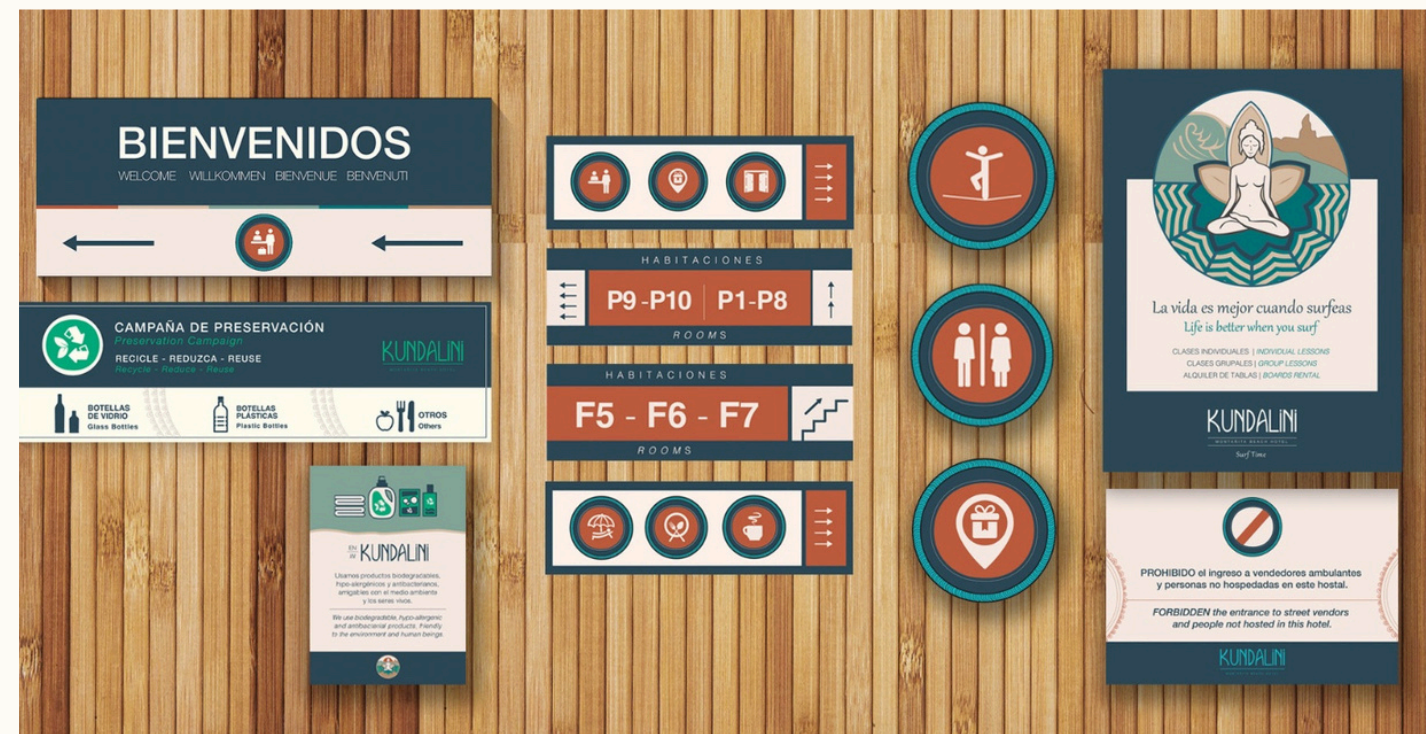 BIENVENIDOS
WELCOME WILLKOMMEN BIENVENUE BENVENUTI
CAMPAÑA DE PRESERVACIÓN
Preservation Campaign
RECICLE - REDUZCA - REUSE
Recycle - Reduce - Reuse
KUNDALINI
BOTELLAS
DE VIDRIO
Glass Bottles
BOTELLAS
PLÁSTICAS
Plastic Bottles
OTROS
Others
EN
IN
KUNDALINI
Usamos productos biodegradables,
hipo-alergénicos y antibacterianos,
amigables con el medio ambiente
y los seres vivos.
We use biodegradable, hypo-allergenic
and antibacterial products, friendly
to the environment and human beings.
HABITACIONES
P9-P10 P1-P8
ROOMS
HABITACIONES
F5 - F6 - F7
ROOMS
La vida es mejor cuando surfeas
Life is better when you surf
CLASES INDIVIDUALES | INDIVIDUAL LESSONS
CLASES GRUPALES | GROUP LESSONS
ALQUILER DE TABLAS | BOARDS RENTAL
KUNDALINI
MONTAÑITA BEACH HOTEL
Surf Time
PROHIBIDO el ingreso a vendedores ambulantes
y personas no hospedadas en este hostal.
FORBIDDEN the entrance to street vendors
and people not hosted in this hotel.
KUNDALINI